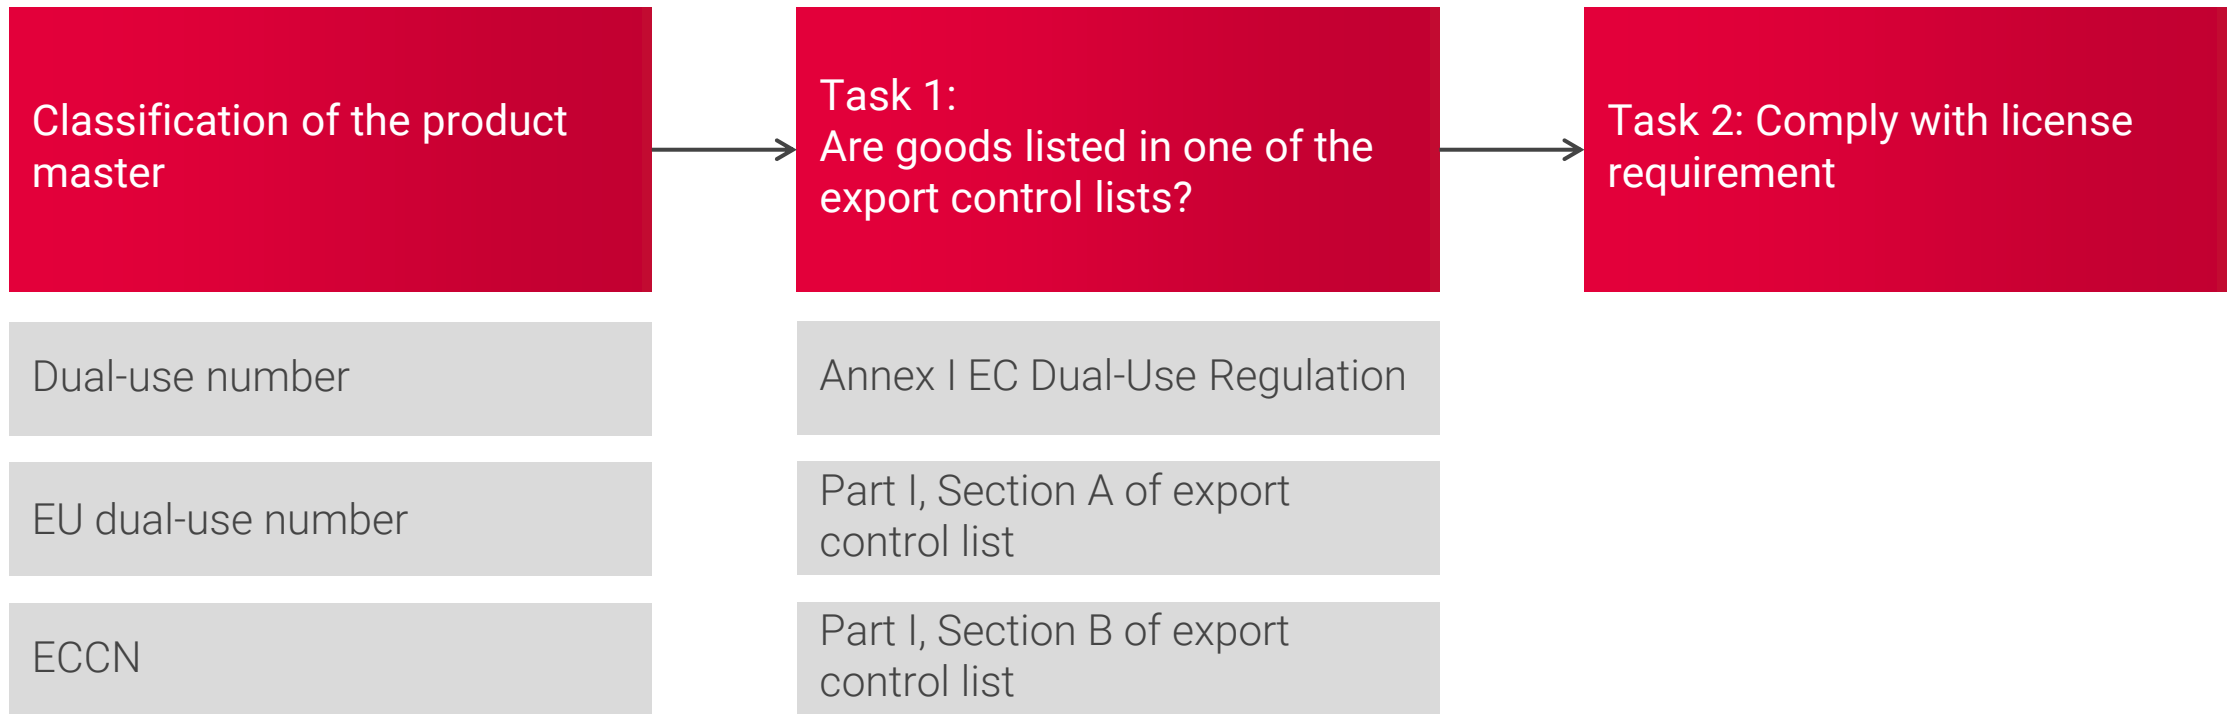 Classification of the product
master
Task 1:
Are goods listed in one of the
export control lists?
Task 2: Comply with license
requirement
Dual-use number
EU dual-use number
ECCN
Annex I EC Dual-Use Regulation
Part I, Section A of export
control list
Part I, Section B of export
control list